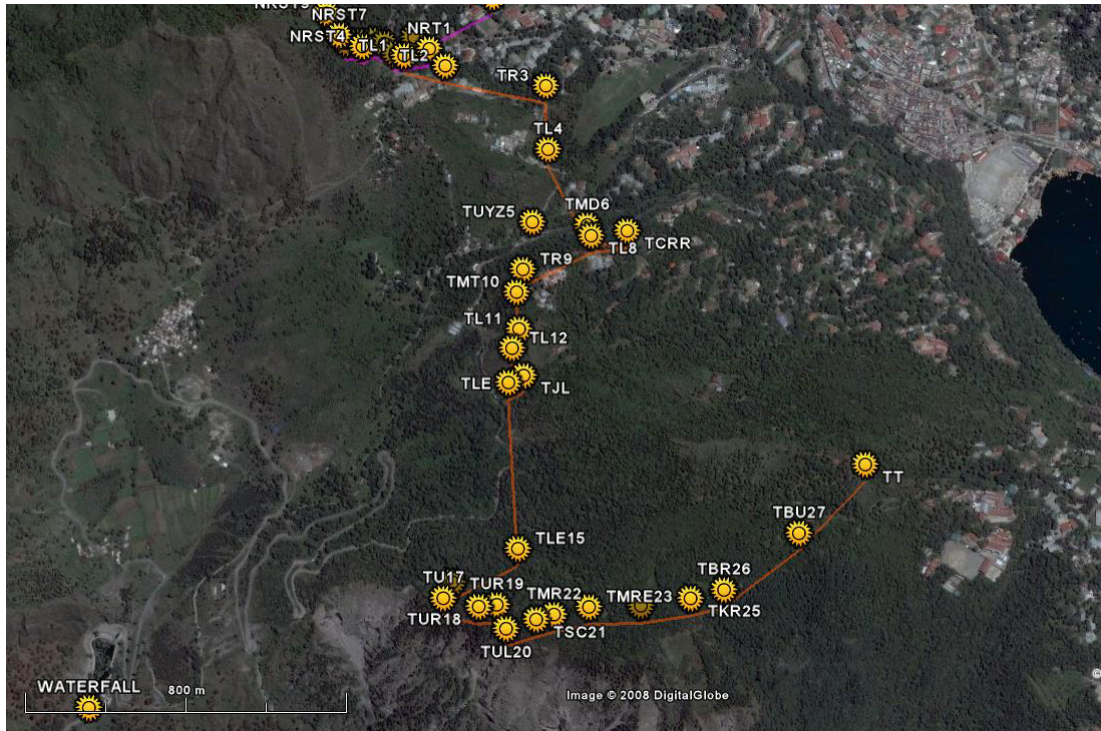 NRST7
NRST4
TL1
NRT1
TL2
TR3
TL4
TUYZ5
TMD6
TL8
TCRR
TR9
TMT10
TL11
TL12
TLE
TJL
TT
TBU27
TLE15
TBR26
TU17
TUR19
TMR22
TMRE23
TKR25
TUR18
TSC21
TUL20
WATERFALL
800 m
Image © 2008 DigitalGlobe
©